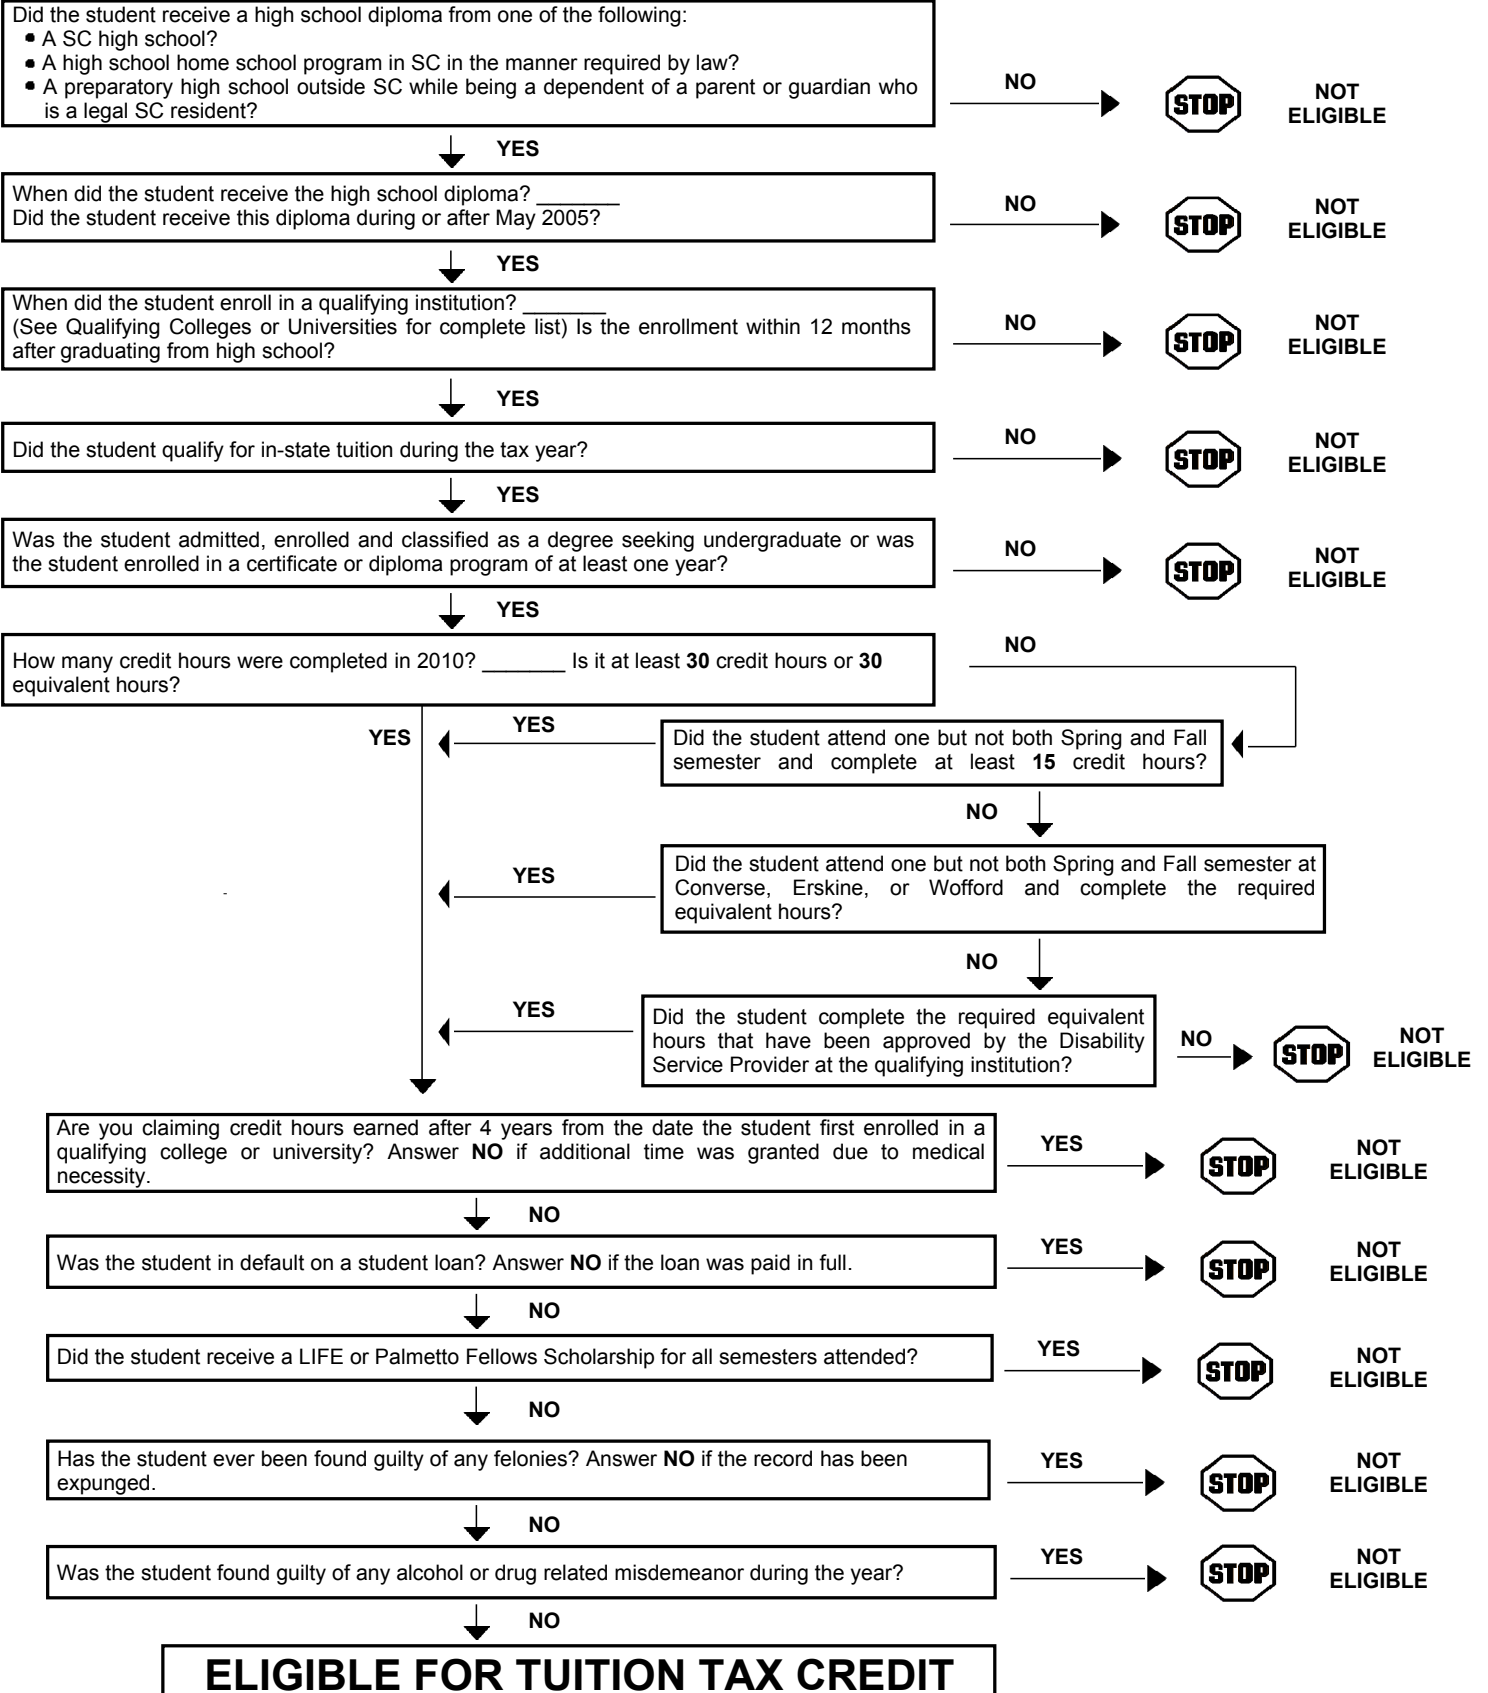 Did the student receive a high school diploma from one of the following:
• A SC high school?
• A high school home school program in SC in the manner required by law?
• A preparatory high school outside SC while being a dependent of a parent or guardian who
is a legal SC resident?
NO
STOP
NOT
ELIGIBLE
YES
When did the student receive the high school diploma? _______
Did the student receive this diploma during or after May 2005?
NO
STOP
NOT
ELIGIBLE
YES
When did the student enroll in a qualifying institution? _______
(See Qualifying Colleges or Universities for complete list) Is the enrollment within 12 months
after graduating from high school?
NO
STOP
NOT
ELIGIBLE
YES
Did the student qualify for in-state tuition during the tax year?
NO
STOP
NOT
ELIGIBLE
YES
Was the student admitted, enrolled and classified as a degree seeking undergraduate or was
the student enrolled in a certificate or diploma program of at least one year?
NO
STOP
NOT
ELIGIBLE
YES
How many credit hours were completed in 2010? _______ Is it at least 30 credit hours or 30
equivalent hours?
NO
YES
YES
Did the student attend one but not both Spring and Fall
semester and complete at least 15 credit hours?
NO
YES
Did the student attend one but not both Spring and Fall semester at
Converse, Erskine, or Wofford and complete the required
equivalent hours?
NO
YES
Did the student complete the required equivalent
hours that have been approved by the Disability
Service Provider at the qualifying institution?
NO
STOP
NOT
ELIGIBLE
Are you claiming credit hours earned after 4 years from the date the student first enrolled in a
qualifying college or university? Answer NO if additional time was granted due to medical
necessity.
YES
STOP
NOT
ELIGIBLE
NO
Was the student in default on a student loan? Answer NO if the loan was paid in full.
YES
STOP
NOT
ELIGIBLE
NO
Did the student receive a LIFE or Palmetto Fellows Scholarship for all semesters attended?
YES
STOP
NOT
ELIGIBLE
NO
Has the student ever been found guilty of any felonies? Answer NO if the record has been
expunged.
YES
STOP
NOT
ELIGIBLE
NO
Was the student found guilty of any alcohol or drug related misdemeanor during the year?
YES
STOP
NOT
ELIGIBLE
NO
ELIGIBLE FOR TUITION TAX CREDIT